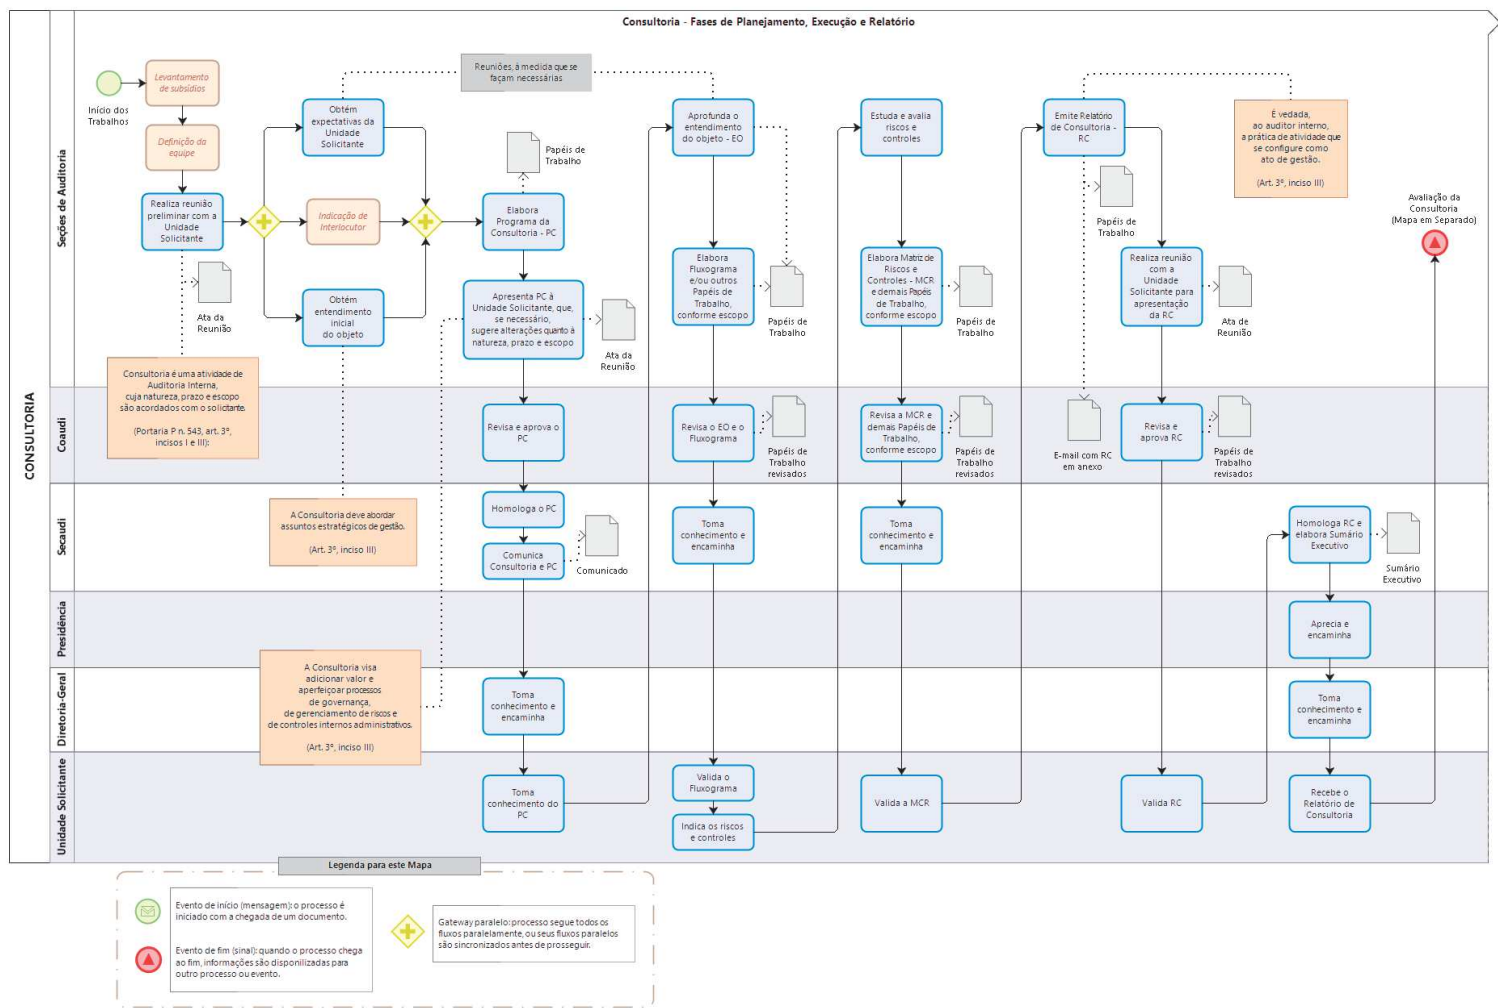 Consultoria - Fases de Planejamento, Execução e Relatório
CONSULTORIA
Seções de Auditoria
Início dos
Trabalhos
Levantamento
de subsídios
Definição da
equipe
Realiza reunião
preliminar com a
Unidade
Solicitante
Ata da
Reunião
Consultoria é uma atividade de
Auditoria Interna,
cuja natureza, prazo e escopo
são acordados com o solicitante.
(Portaria P n. 543, art. 3º,
incisos I e III):
Obtém
expectativas da
Unidade
Solicitante
Indicação de
Interlocutor
Obtém
entendimento
inicial
do objeto
Reuniões, à medida que se
façam necessárias
Papéis de
Trabalho
Elabora
Programa da
Consultoria - PC
Apresenta PC à
Unidade Solicitante, que,
se necessário,
sugere alterações quanto à
natureza, prazo e escopo
Ata da
Reunião
Aprofunda o
entendimento
do objeto - EO
Elabora
Fluxograma
e/ou outros
Papéis de
Trabalho,
conforme escopo
Papéis de
Trabalho
Estuda e avalia
riscos e
controles
Elabora Matriz de
Riscos e
Controles - MCR
e demais Papéis
de Trabalho,
conforme escopo
Papéis de
Trabalho
Emite Relatório
de Consultoria -
RC
Papéis de
Trabalho
Realiza reunião
com a
Unidade
Solicitante para
apresentação
da RC
Ata de
Reunião
É vedada,
ao auditor interno,
a prática de atividade que
se configure como
ato de gestão.
(Art. 3º, inciso III)
Avaliação da
Consultoria
(Mapa em Separado)
Coaudi
Revisa e aprova o
PC
Revisa o EO e o
Fluxograma
Papéis de
Trabalho
revisados
Revisa a MCR e
demais Papéis de
Trabalho,
conforme escopo
Papéis de
Trabalho
revisados
E-mail com RC
em anexo
Revisa e
aprova RC
Papéis de
Trabalho
revisados
Secaudi
A Consultoria deve abordar
assuntos estratégicos de gestão.
(Art. 3º, inciso III)
Homologa o PC
Comunica
Consultoria e PC
Comunicado
Toma
conhecimento e
encaminha
Toma
conhecimento e
encaminha
Homologa RC e
elabora Sumário
Executivo
Sumário
Executivo
Presidência
Aprecia e
encaminha
Diretoria-Geral
A Consultoria visa
adicionar valor e
aperfeiçoar processos
de governança,
de gerenciamento de riscos e
de controles internos administrativos.
(Art. 3º, inciso III)
Toma
conhecimento e
encaminha
Toma
conhecimento e
encaminha
Unidade Solicitante
Toma
conhecimento do
PC
Valida o
Fluxograma
Indica os riscos
e controles
Valida a MCR
Valida RC
Recebe o
Relatório de
Consultoria
Legenda para este Mapa
Evento de início (mensagem): o processo é
iniciado com a chegada de um documento.
Evento de fim (sinal): quando o processo chega
ao fim, informações são disponilizadas para
outro processo ou evento.
Gateway paralelo: processo segue todos os
fluxos paralelamente, ou seus fluxos paralelos
são sincronizados antes de prosseguir.